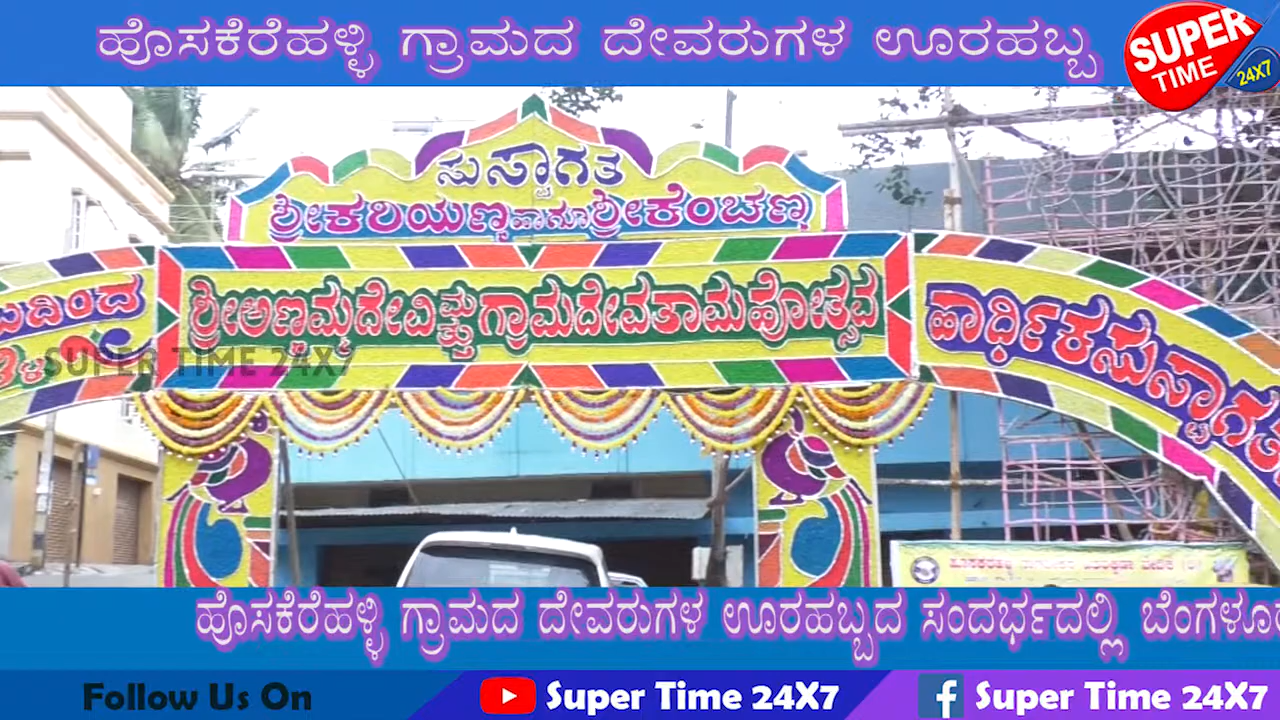 ಹೊಸಕೆರೆಹಳ್ಳಿ ಗ್ರಾಮದ ದೇವರುಗಳ ಊರಹಬ್ಬ
SUPER
TIME
24X7
ಸುಸ್ವಾಗತ
ಶ್ರೀಕರಿಯಣ್ಣ ಹಾಗೂ ಶ್ರೀಕೆಂಚಣ್ಣ
ಶ್ರೀಅಣ್ಣಮ್ಮದೇವಿ ಮತ್ತು ಗ್ರಾಮದೇವತಾಮಹೋತ್ಸವ
ಹಾರ್ಧಿಕಸುಸ್ವಾಗತ
SUPER TIME 24X7
ಹೊಸಕೆರೆಹಳ್ಳಿ ಗ್ರಾಮದ ದೇವರುಗಳ ಊರಹಬ್ಬದ ಸಂದರ್ಭದಲ್ಲಿ
Follow Us On
Super Time 24X7
Super Time 24X7